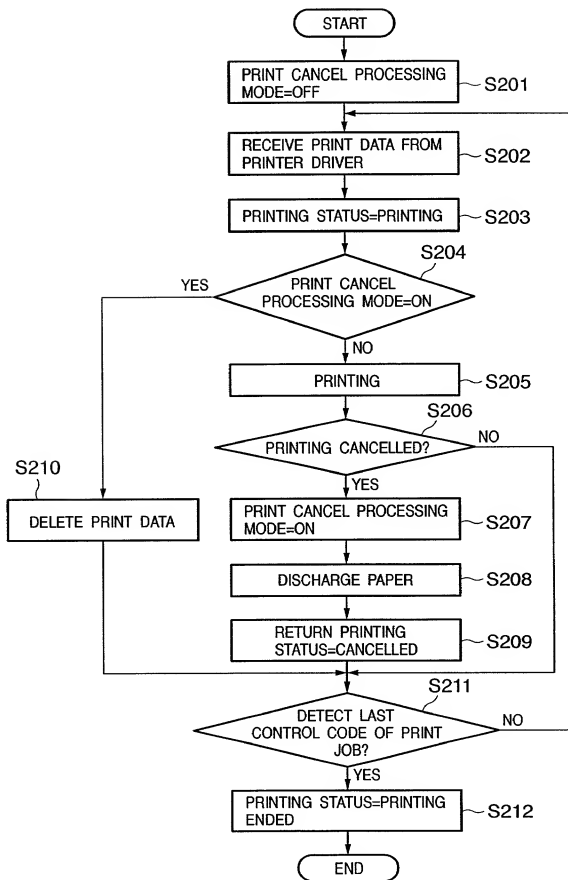 START
PRINT CANCEL PROCESSING
MODE=OFF
S201
RECEIVE PRINT DATA FROM
PRINTER DRIVER
S202
PRINTING STATUS=PRINTING
S203
S204
YES
PRINT CANCEL
PROCESSING MODE=ON
NO
PRINTING
S205
S206
PRINTING CANCELLED?
NO
YES
S210
DELETE PRINT DATA
PRINT CANCEL PROCESSING
MODE=ON
S207
DISCHARGE PAPER
S208
RETURN PRINTING
STATUS=CANCELLED
S209
S211
DETECT LAST
CONTROL CODE OF PRINT
JOB?
NO
YES
PRINTING STATUS=PRINTING
ENDED
S212
END